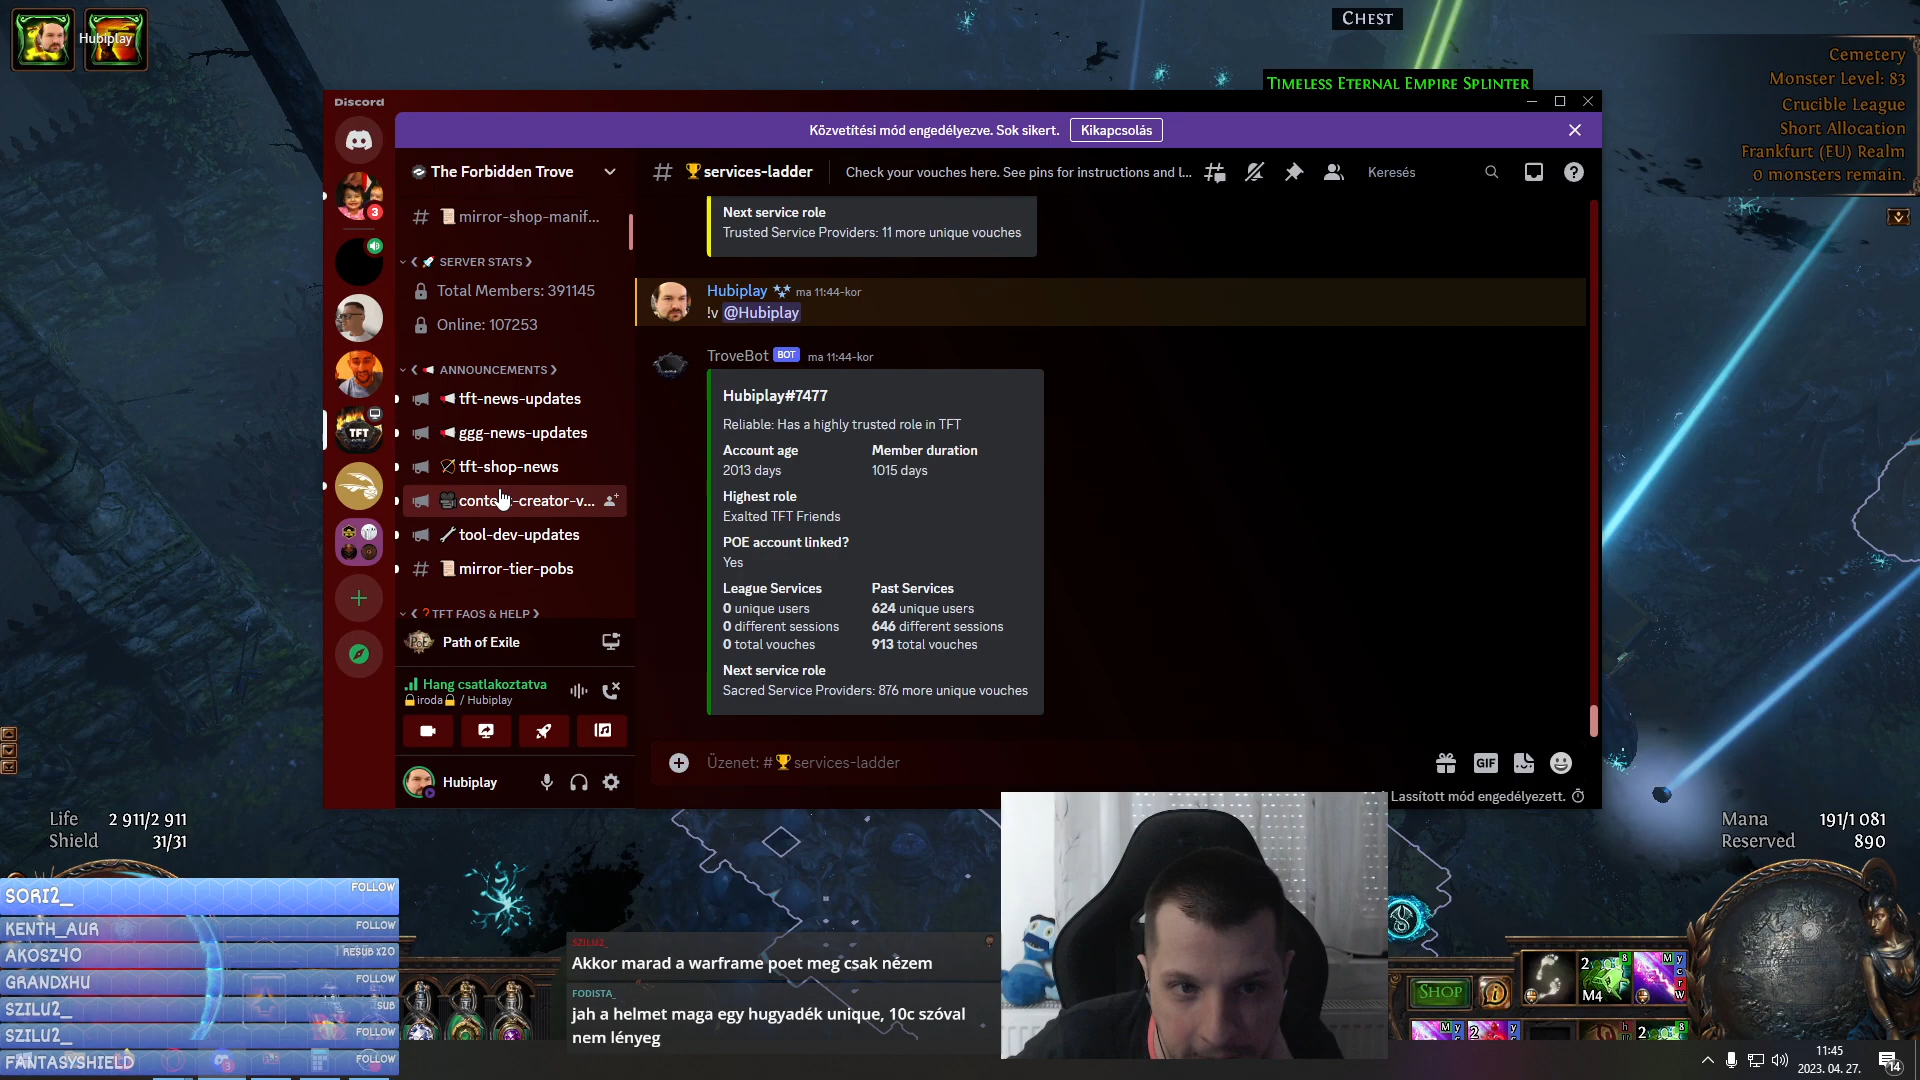 Hubiplay
CHEST
TIMELESS ETERNAL EMPIRE SPLINTER
Cemetery
Monster Level: 83
Crucible League
Short Allocation
Frankfurt (EU) Realm
0 monsters remain.
Discord
Közvetítési mód engedélyezve. Sok sikert.
Kikapcsolás
The Forbidden Trove
services-ladder
Check your vouches here. See pins for instructions and l...
Keresés
mirror-shop-manif...
SERVER STATS
Total Members: 391145
Online: 107253
ANNOUNCEMENTS
tft-news-updates
ggg-news-updates
tft-shop-news
tool-dev-updates
mirror-tier-pobs
TFT FAQS & HELP
3
TFT
Path of Exile
Hang csatlakoztatva
iroda / Hubiplay
Hubiplay
Next service role
Trusted Service Providers: 11 more unique vouches
Hubiplay ma 11:44-kor
!v @Hubiplay
TroveBot BOT ma 11:44-kor
Hubiplay#7477
Reliable: Has a highly trusted role in TFT
Account age Member duration
2013 days 1015 days
Highest role
Exalted TFT Friends
POE account linked?
Yes
League Services Past Services
0 unique users 624 unique users
0 different sessions 646 different sessions
0 total vouches 913 total vouches
Next service role
Sacred Service Providers: 876 more unique vouches
Üzenet: # services-ladder
GIF
Lassított mód engedélyezett.
Life 2 911/2 911
Shield 31/31
Mana 191/1 081
Reserved 890
SORI2_ FOLLOW
KENTH_AUR FOLLOW
AKOSZ40 RESUB X20
GRANDXHU FOLLOW
SZILU2_ SUB
SZILU2_ FOLLOW
FANTASYSHIELD FOLLOW
SZILU2_
Akkor marad a warframe poet meg csak nézem
FODISTA_
jah a helmet maga egy hugyadék unique, 10c szóval
nem lényeg
SHOP
M4
11:45
2023. 04. 27.
14